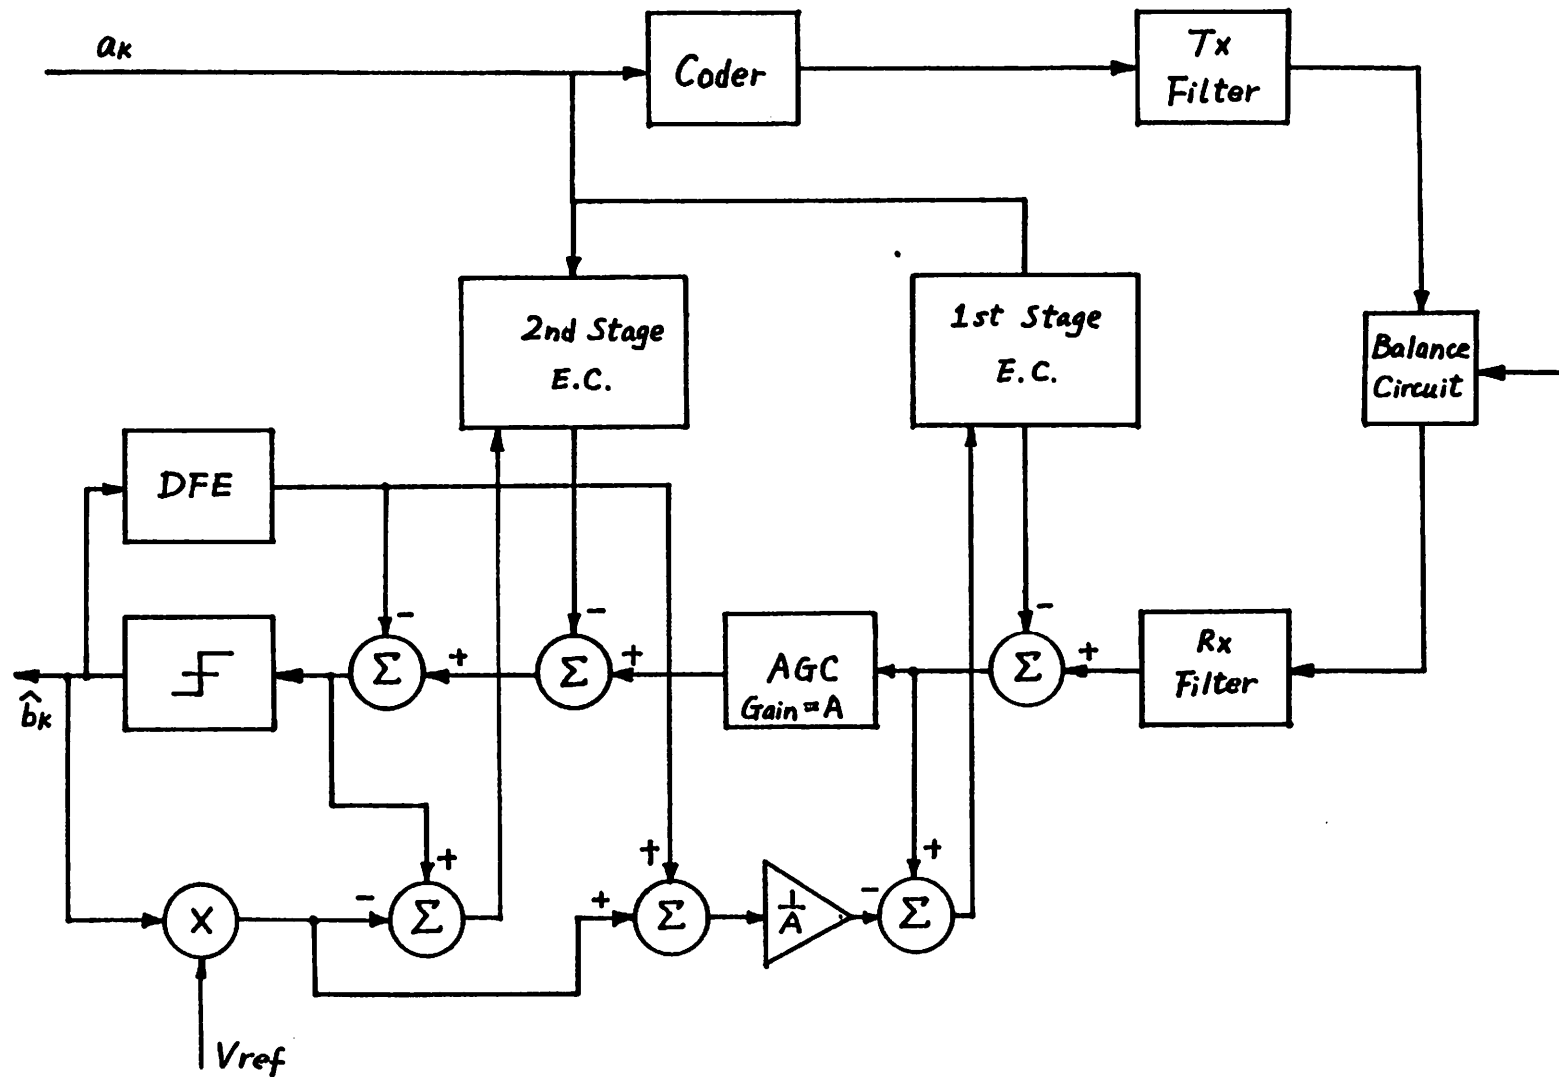 aₖ
Coder
Tx
Filter
2nd Stage
E.C.
1st Stage
E.C.
Balance
Circuit
DFE
-
-
-
+
+
+
Σ
Σ
AGC
Gain = A
Σ
Rx
Filter
b̂ₖ
+
+
+
-
+
-
X
Σ
Σ
1/A
Σ
Vref